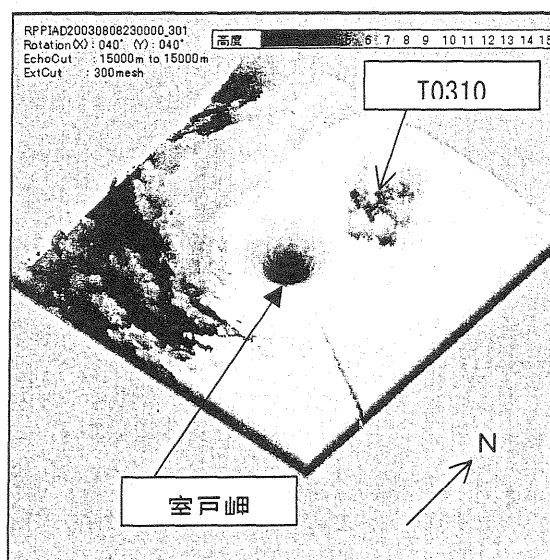 RPPIAD20030808230000_301
Rotation(X) : 040° (Y) : 040°
EchoCut : 15000m to 15000m
ExtCut : 300mesh
高度 5 6 7 8 9 10 11 12 13 14 15
T0310
室戸岬
N